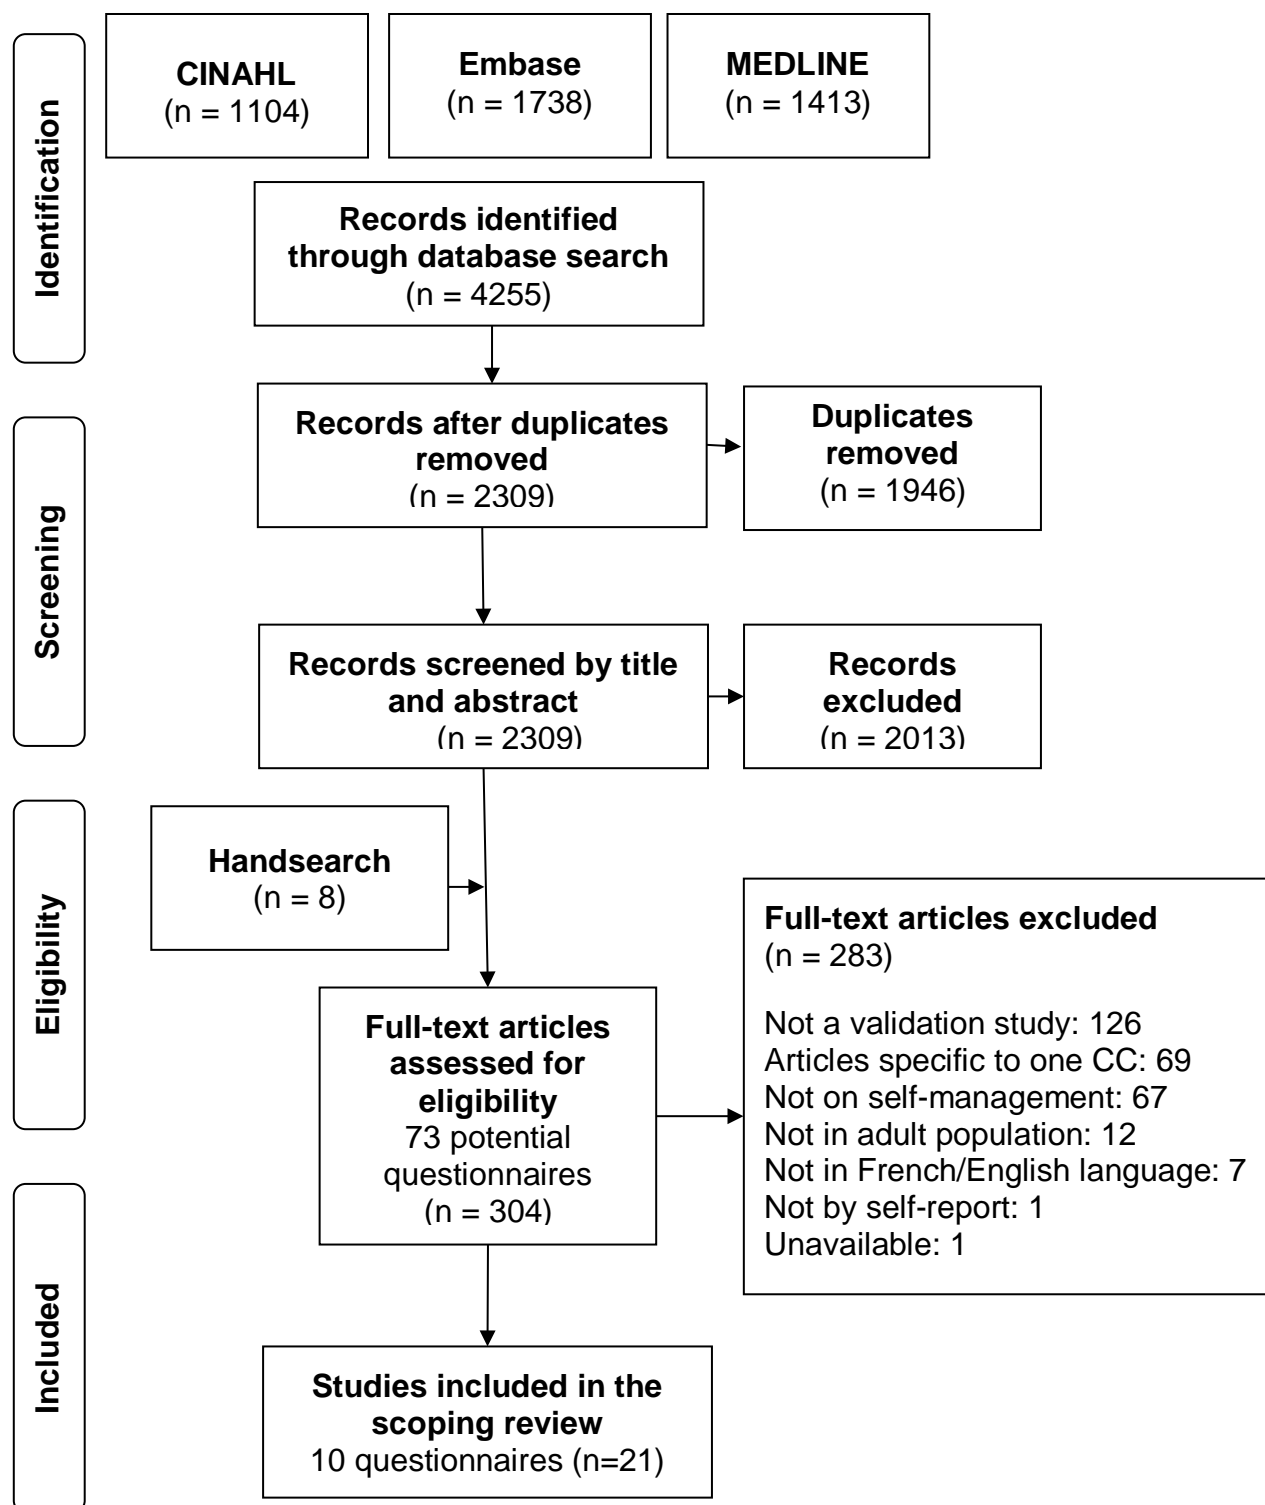 Identification
CINAHL
(n = 1104)
Embase
(n = 1738)
MEDLINE
(n = 1413)
Records identified
through database search
(n = 4255)
Screening
Records after duplicates
removed
(n = 2309)
Duplicates
removed
(n = 1946)
Records screened by title
and abstract
(n = 2309)
Records
excluded
(n = 2013)
Eligibility
Handsearch
(n = 8)
Full-text articles
assessed for
eligibility
73 potential
questionnaires
(n = 304)
Full-text articles excluded
(n = 283)
Not a validation study: 126
Articles specific to one CC: 69
Not on self-management: 67
Not in adult population: 12
Not in French/English language: 7
Not by self-report: 1
Unavailable: 1
Included
Studies included in the
scoping review
10 questionnaires (n=21)